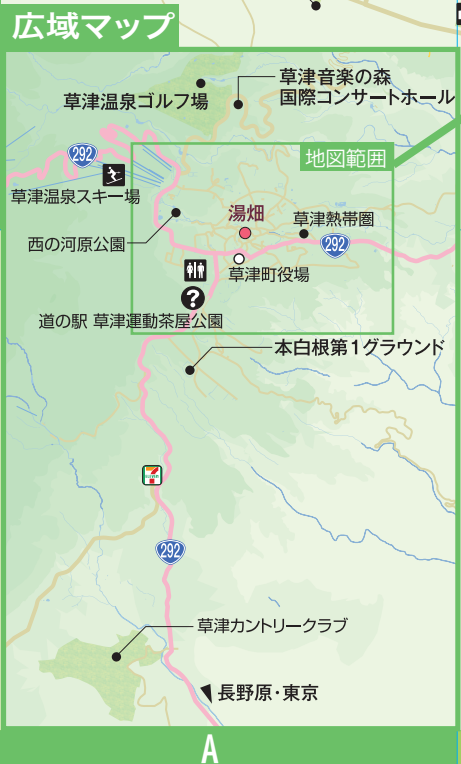 広域マップ
草津音楽の森
国際コンサートホール
草津温泉ゴルフ場
地図範囲
292
草津温泉スキー場
湯畑
草津熱帯圏
西の河原公園
292
草津町役場
?
道の駅 草津運動茶屋公園
本白根第1グラウンド
292
草津カントリークラブ
長野原・東京
A